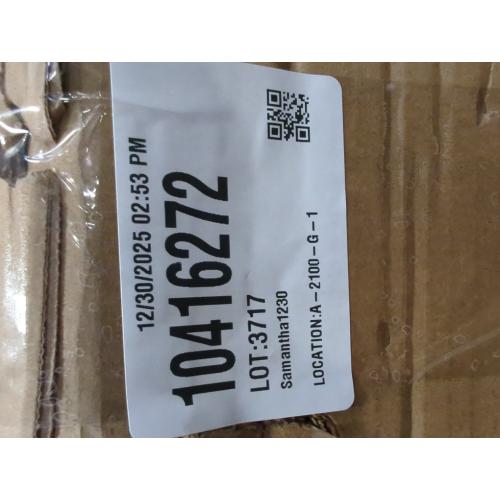 12/30/2025 02:53 PM
10416272
LOT:3717
Samantha1230
LOCATION:A-2100-G-1